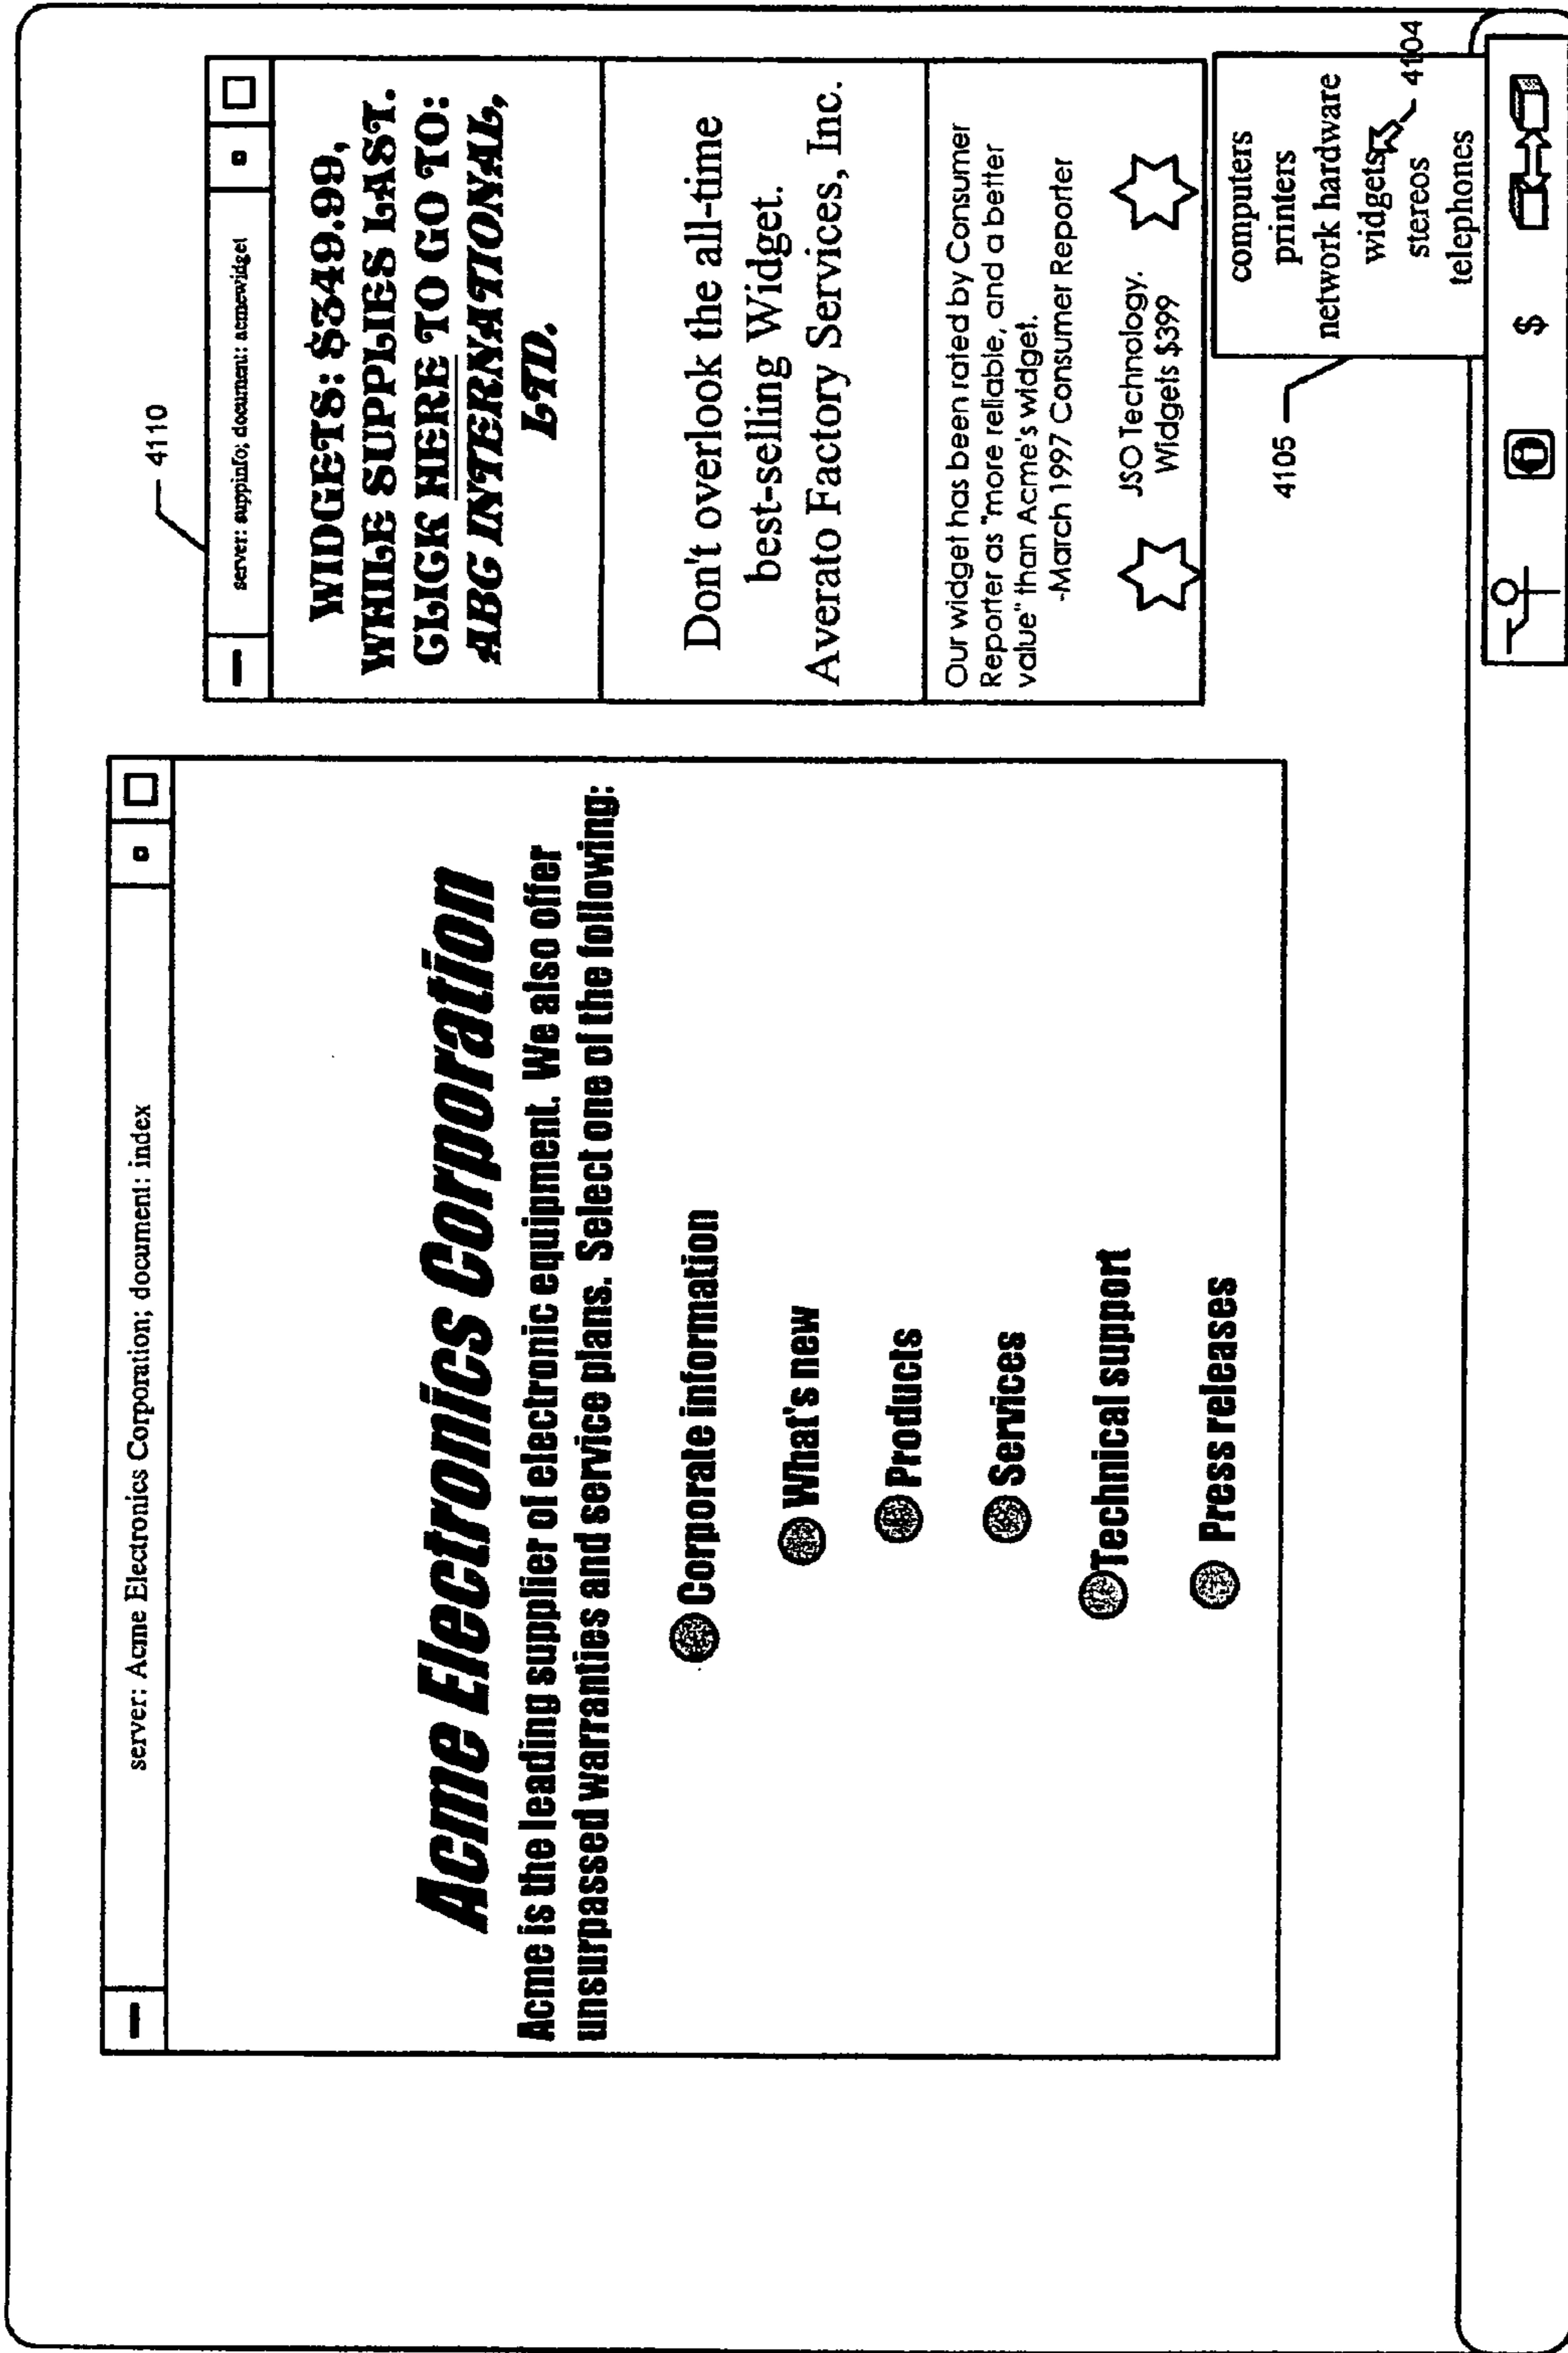 server: Acme Electronics Corporation; document: index
Acme Electronics Corporation
Acme is the leading supplier of electronic equipment. We also offer
unsurpassed warranties and service plans. Select one of the following:
Corporate information
What's new
Products
Services
Technical support
Press releases
4110
server: suppinfo; document: acmewidget
WIDGETS: $349.99,
WHILE SUPPLIES LAST.
CLICK HERE TO GO TO:
ABG INTERNATIONAL,
LTD.
Don't overlook the all-time
best-selling Widget.
Averato Factory Services, Inc.
Our widget has been rated by Consumer
Reporter as "more reliable, and a better
value" than Acme's widget.
-March 1997 Consumer Reporter
JSO Technology.
Widgets $399
4105
computers
printers
network hardware
widgets
4104
stereos
telephones
$